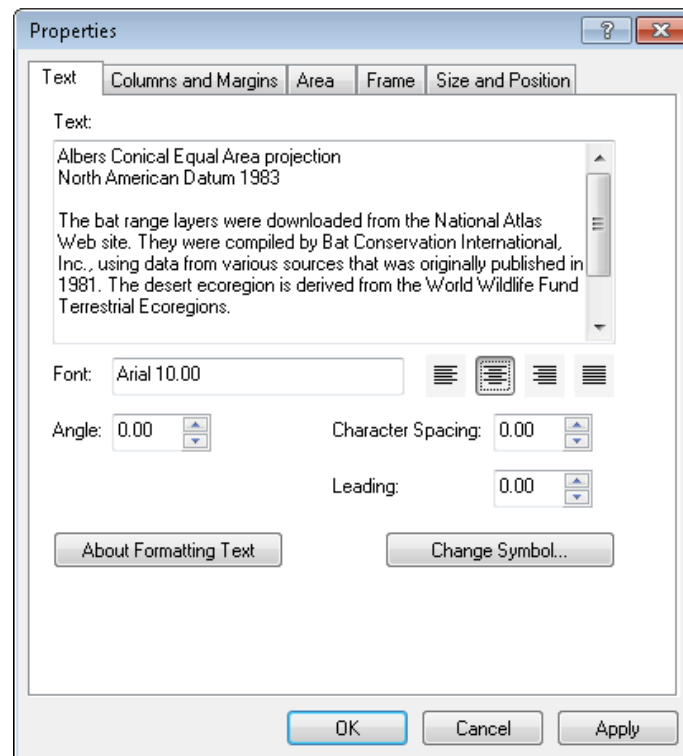 Properties
Text Columns and Margins Area Frame Size and Position
Text:
Albers Conical Equal Area projection
North American Datum 1983
The bat range layers were downloaded from the National Atlas
Web site. They were compiled by Bat Conservation International,
Inc., using data from various sources that was originally published in
1981. The desert ecoregion is derived from the World Wildlife Fund
Terrestrial Ecoregions.
Font: Arial 10.00
Angle: 0.00 Character Spacing: 0.00
Leading: 0.00
About Formatting Text Change Symbol...
OK Cancel Apply